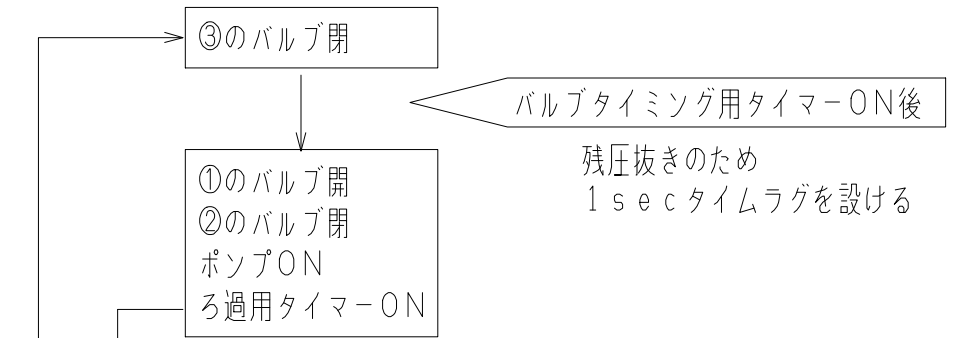 ③のバルブ閉
バルブタイミング用タイマーON後
残圧抜きのため
1secタイムラグを設ける
①のバルブ開
②のバルブ閉
ポンプON
ろ過用タイマーON